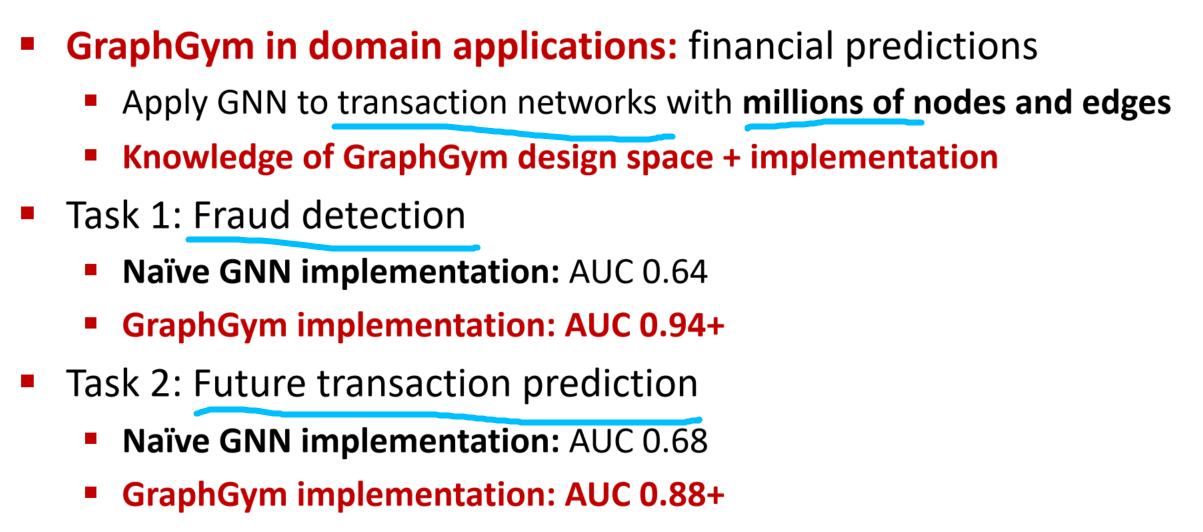 GraphGym in domain applications: financial predictions
Apply GNN to transaction networks with millions of nodes and edges
Knowledge of GraphGym design space + implementation
Task 1: Fraud detection
Naïve GNN implementation: AUC 0.64
GraphGym implementation: AUC 0.94+
Task 2: Future transaction prediction
Naïve GNN implementation: AUC 0.68
GraphGym implementation: AUC 0.88+